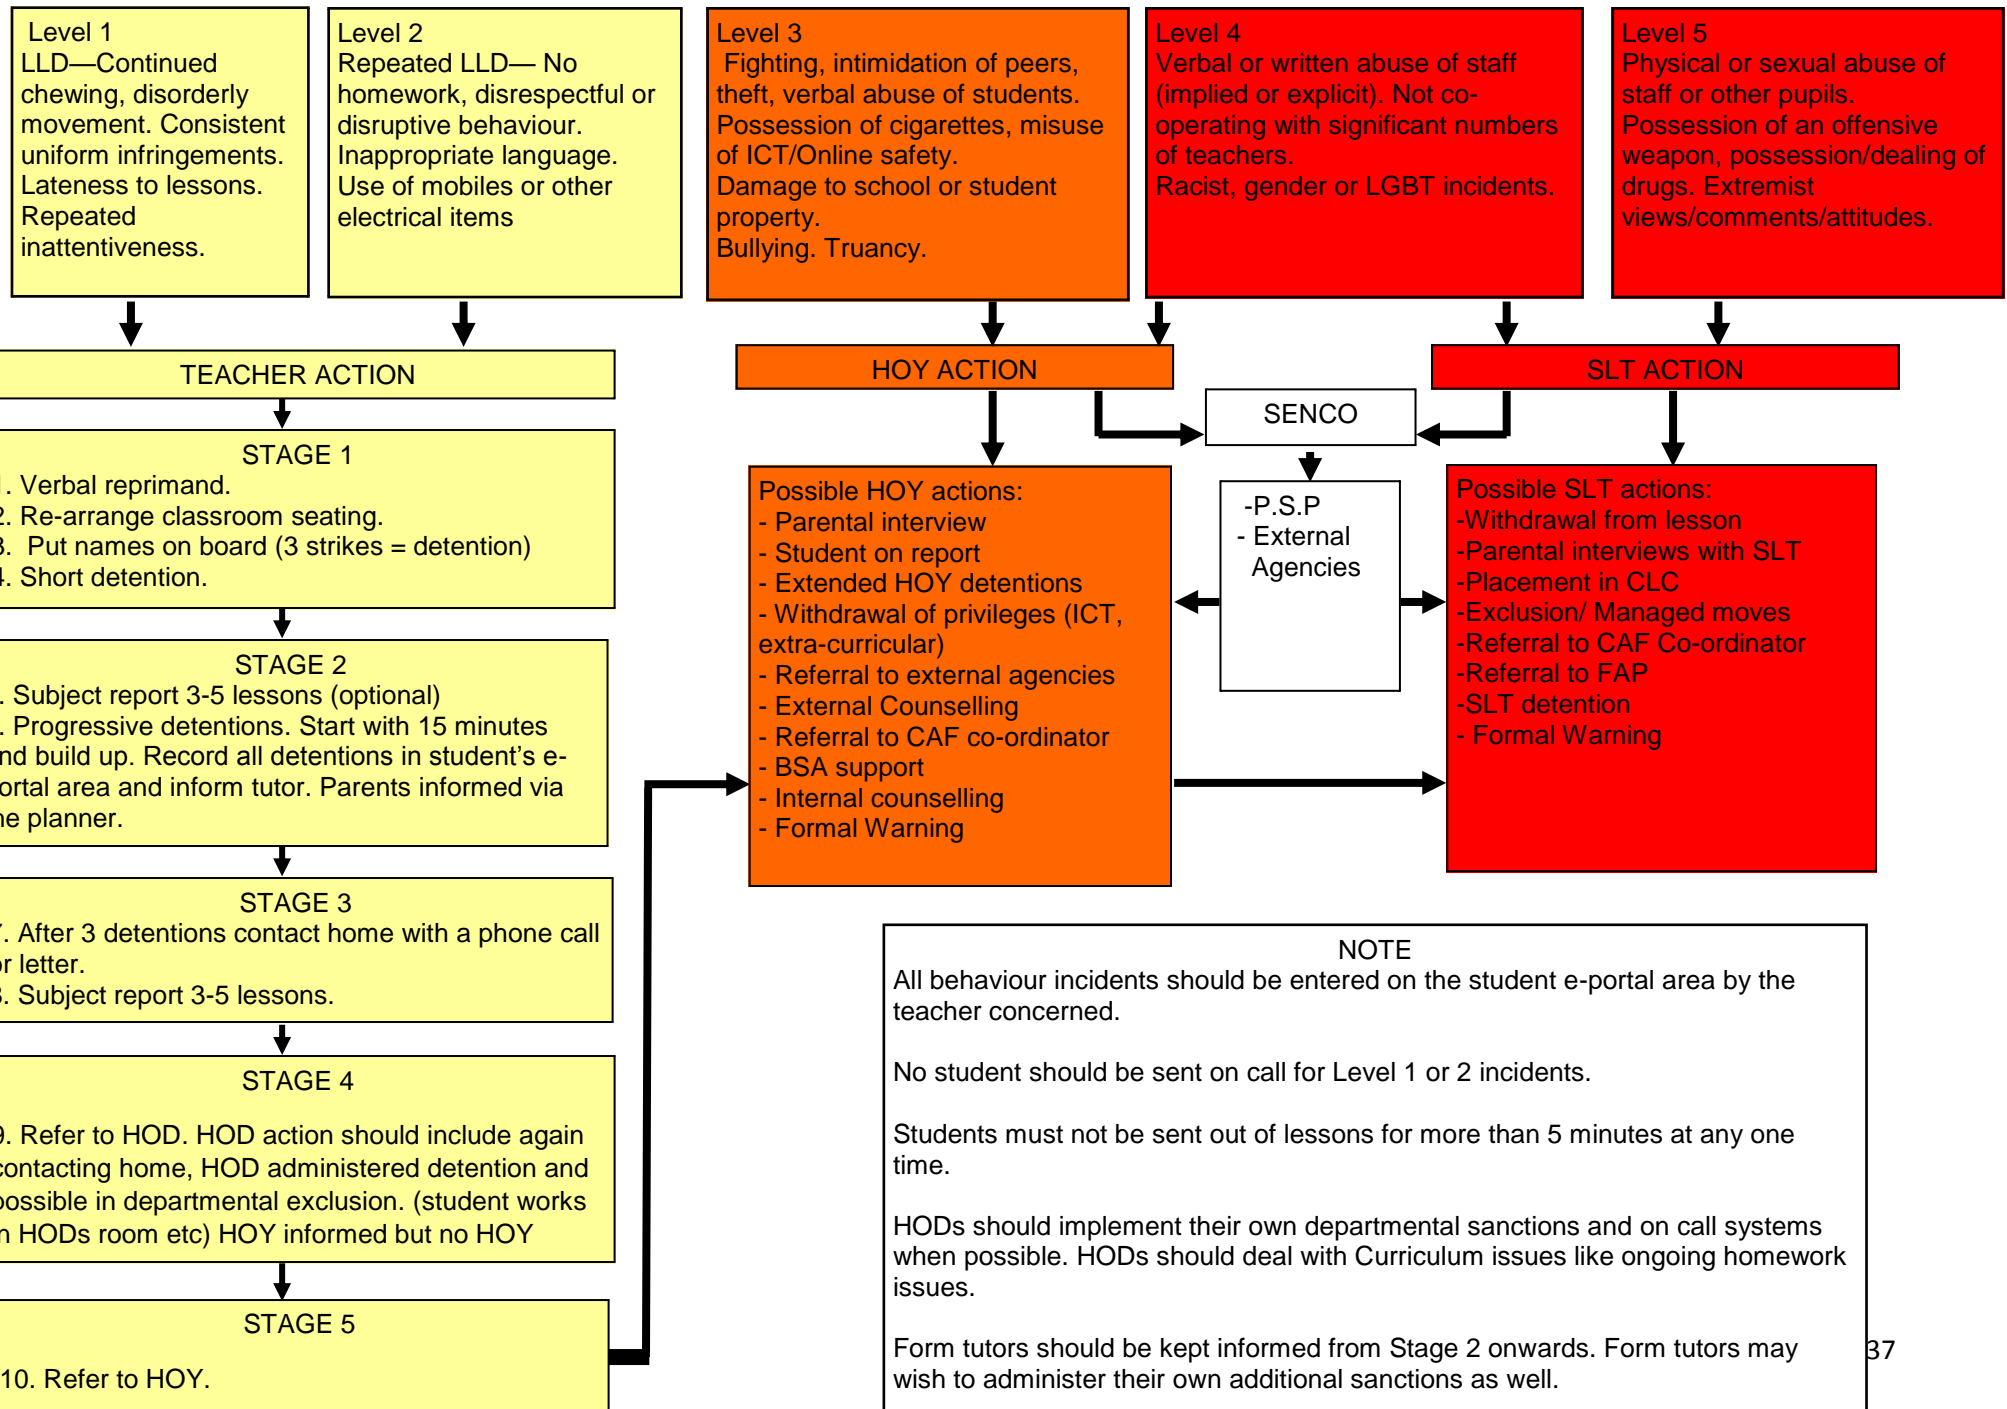 Level 1
LLD—Continued
chewing, disorderly
movement. Consistent
uniform infringements.
Lateness to lessons.
Repeated
inattentiveness.
Level 2
Repeated LLD— No
homework, disrespectful or
disruptive behaviour.
Inappropriate language.
Use of mobiles or other
electrical items
Level 3
Fighting, intimidation of peers,
theft, verbal abuse of students.
Possession of cigarettes, misuse
of ICT/Online safety.
Damage to school or student
property.
Bullying. Truancy.
Level 4
Verbal or written abuse of staff
(implied or explicit). Not co-
operating with significant numbers
of teachers.
Racist, gender or LGBT incidents.
Level 5
Physical or sexual abuse of
staff or other pupils.
Possession of an offensive
weapon, possession/dealing of
drugs. Extremist
views/comments/attitudes.
TEACHER ACTION
STAGE 1
. Verbal reprimand.
. Re-arrange classroom seating.
. Put names on board (3 strikes = detention)
. Short detention.
STAGE 2
. Subject report 3-5 lessons (optional)
. Progressive detentions. Start with 15 minutes
nd build up. Record all detentions in student's e-
ortal area and inform tutor. Parents informed via
he planner.
STAGE 3
. After 3 detentions contact home with a phone call
or letter.
. Subject report 3-5 lessons.
STAGE 4
9. Refer to HOD. HOD action should include again
contacting home, HOD administered detention and
possible in departmental exclusion. (student works
n HODs room etc) HOY informed but no HOY
STAGE 5
10. Refer to HOY.
HOY ACTION
SENCO
SLT ACTION
Possible HOY actions:
- Parental interview
- Student on report
- Extended HOY detentions
- Withdrawal of privileges (ICT,
extra-curricular)
- Referral to external agencies
- External Counselling
- Referral to CAF co-ordinator
- BSA support
- Internal counselling
- Formal Warning
-P.S.P
- External
Agencies
Possible SLT actions:
-Withdrawal from lesson
-Parental interviews with SLT
-Placement in CLC
-Exclusion/ Managed moves
-Referral to CAF Co-ordinator
-Referral to FAP
-SLT detention
- Formal Warning
NOTE
All behaviour incidents should be entered on the student e-portal area by the
teacher concerned.
No student should be sent on call for Level 1 or 2 incidents.
Students must not be sent out of lessons for more than 5 minutes at any one
time.
HODs should implement their own departmental sanctions and on call systems
when possible. HODs should deal with Curriculum issues like ongoing homework
issues.
Form tutors should be kept informed from Stage 2 onwards. Form tutors may
wish to administer their own additional sanctions as well.
37